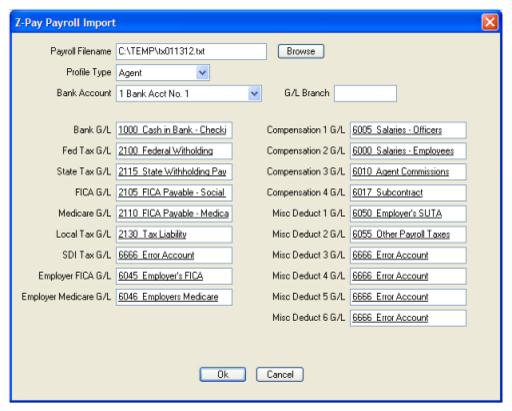 Z-Pay Payroll Import
Payroll Filename C:\TEMP\tx011312.txt Browse
Profile Type Agent
Bank Account 1 Bank Acct No. 1 G/L Branch
Bank G/L 1000 Cash in Bank - Checki Compensation 1 G/L 6005 Salaries - Officers
Fed Tax G/L 2100 Federal Witholding Compensation 2 G/L 6000 Salaries - Employees
State Tax G/L 2115 State Withholding Pay Compensation 3 G/L 6010 Agent Commissions
FICA G/L 2105 FICA Payable - Social Compensation 4 G/L 6017 Subcontract
Medicare G/L 2110 FICA Payable - Medica Misc Deduct 1 G/L 6050 Employer's SUTA
Local Tax G/L 2130 Tax Liability Misc Deduct 2 G/L 6055 Other Payroll Taxes
SDI Tax G/L 6666 Error Account Misc Deduct 3 G/L 6666 Error Account
Employer FICA G/L 6045 Employer's FICA Misc Deduct 4 G/L 6666 Error Account
Employer Medicare G/L 6046 Employers Medicare Misc Deduct 5 G/L 6666 Error Account
Misc Deduct 6 G/L 6666 Error Account
Ok Cancel